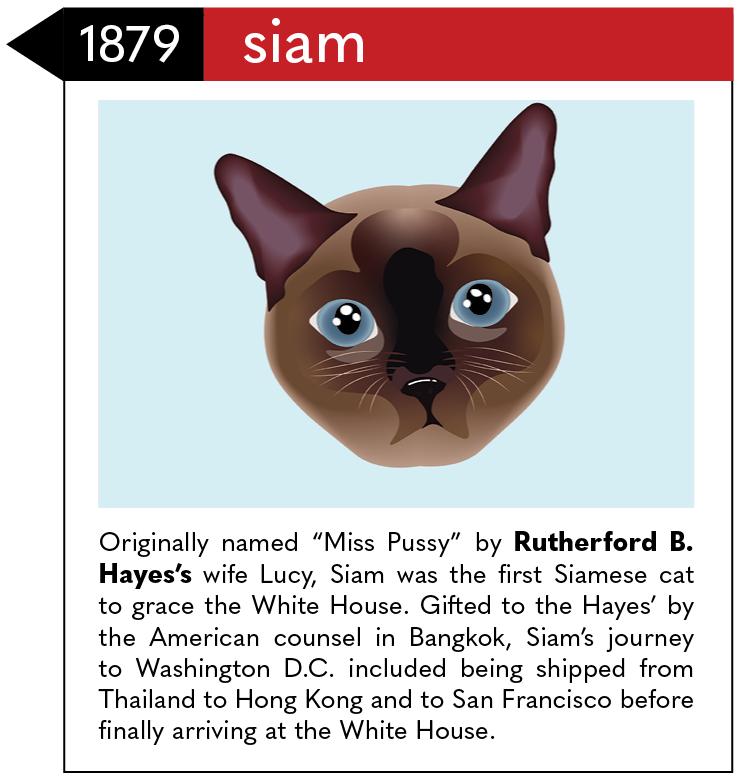 1879 siam
Originally named “Miss Pussy” by Rutherford B.
Hayes’s wife Lucy, Siam was the first Siamese cat
to grace the White House. Gifted to the Hayes’ by
the American counsel in Bangkok, Siam’s journey
to Washington D.C. included being shipped from
Thailand to Hong Kong and to San Francisco before
finally arriving at the White House.